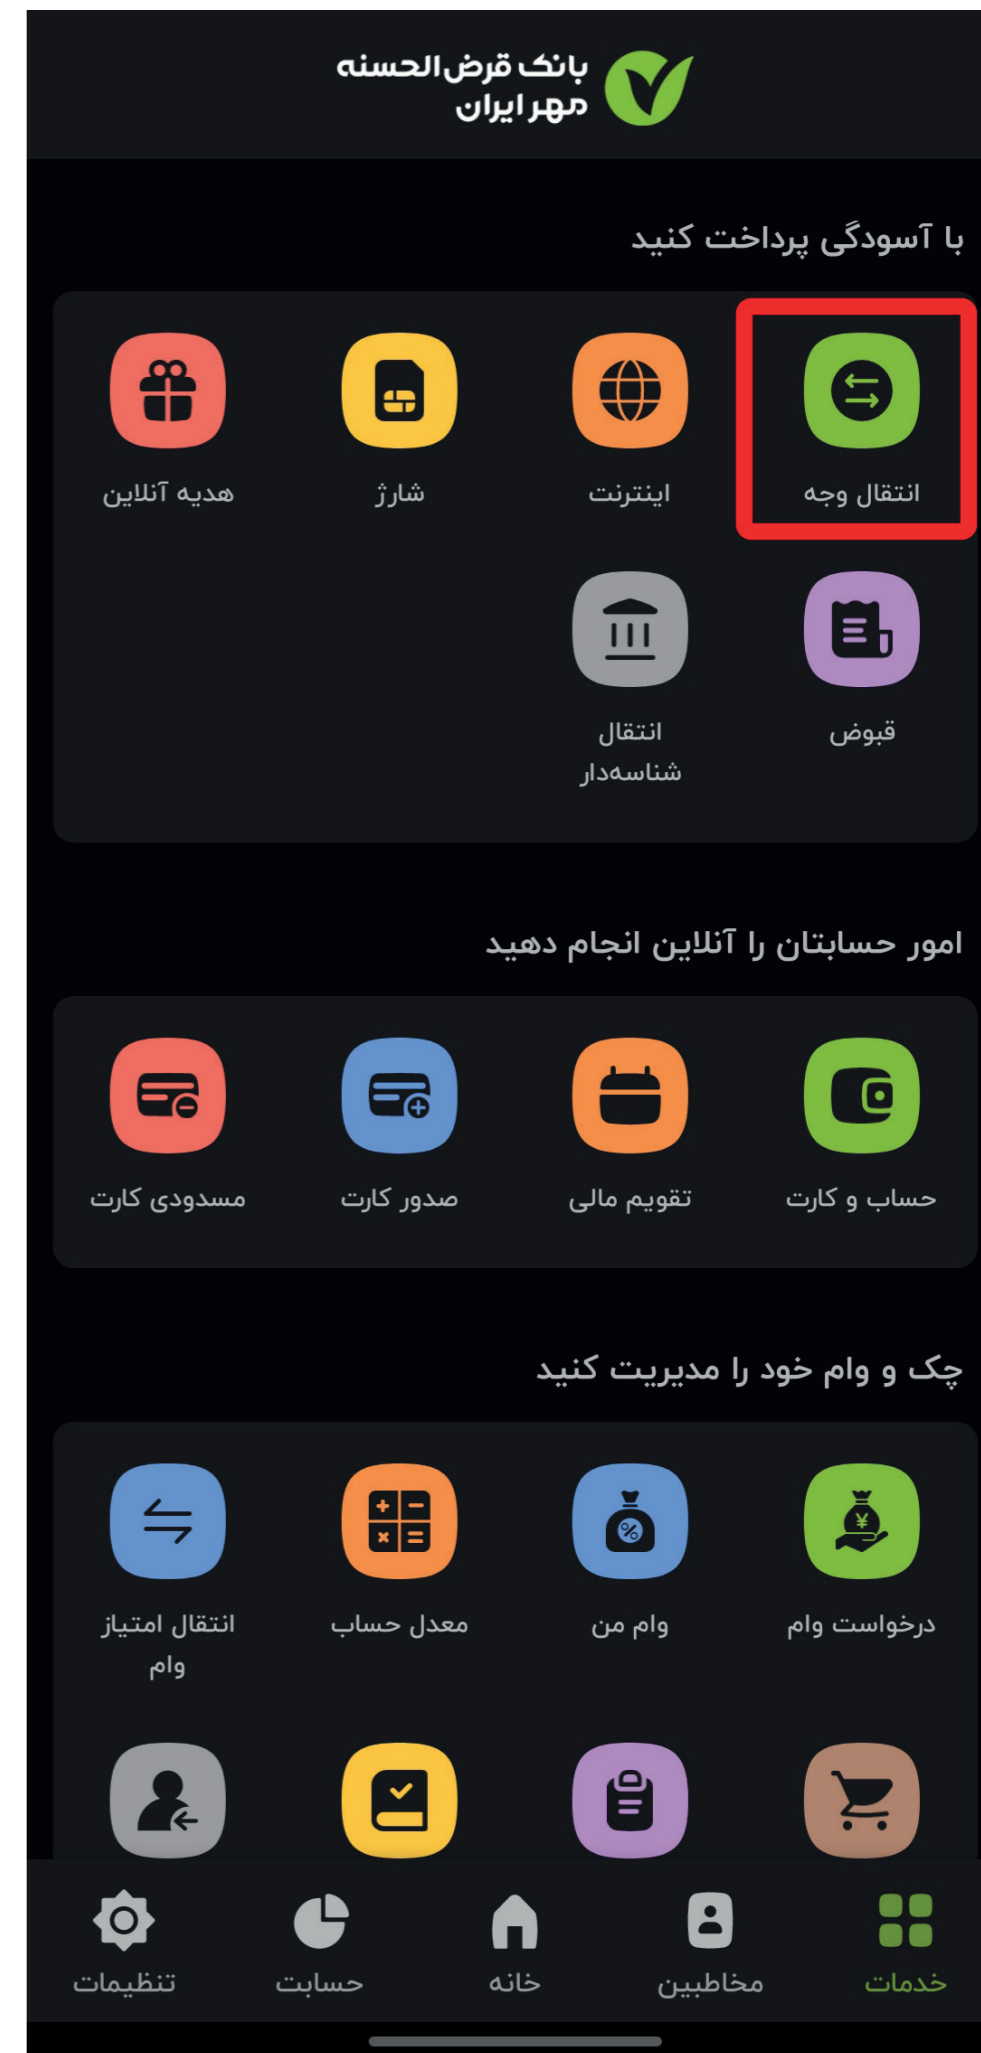 بانک قرض‌الحسنه
مهر ایران
با آسودگی پرداخت کنید
انتقال وجه
اینترنت
شارژ
هدیه آنلاین
قبوض
انتقال
شناسه‌دار
امور حسابتان را آنلاین انجام دهید
حساب و کارت
تقویم مالی
صدور کارت
مسدودی کارت
چک و وام خود را مدیریت کنید
درخواست وام
وام من
معدل حساب
انتقال امتیاز
وام
خدمات
مخاطبین
خانه
حسابت
تنظیمات